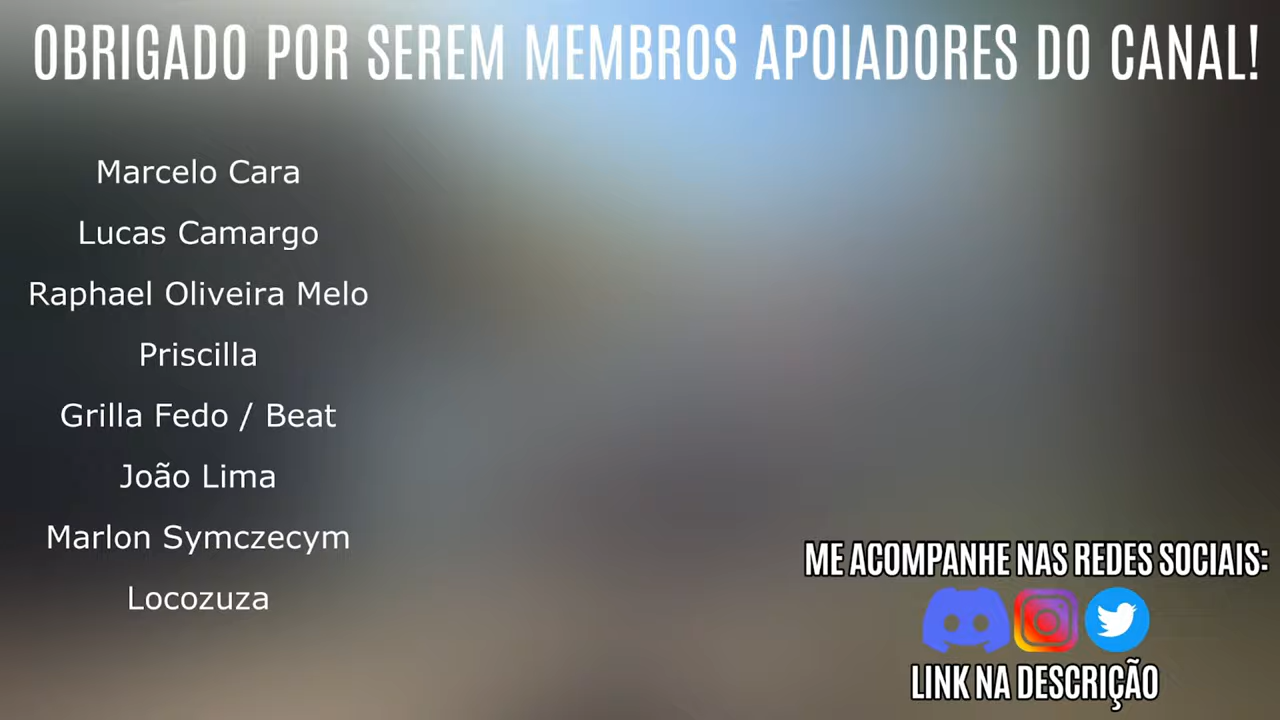 OBRIGADO POR SEREM MEMBROS APOIADORES DO CANAL!
Marcelo Cara
Lucas Camargo
Raphael Oliveira Melo
Priscilla
Grilla Fedo / Beat
João Lima
Marlon Symczecym
Locozuza
ME ACOMPANHE NAS REDES SOCIAIS:
LINK NA DESCRIÇÃO